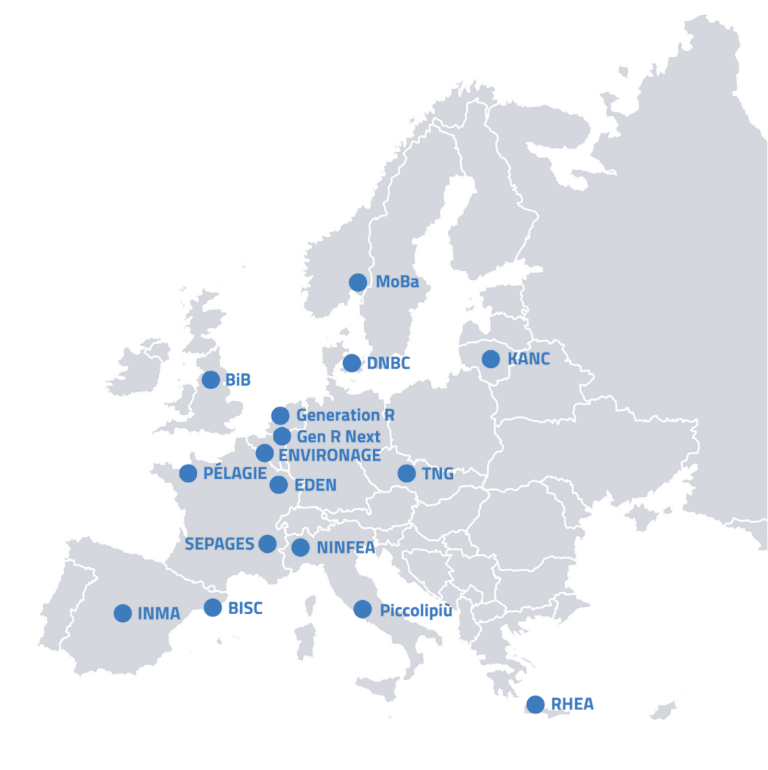 MoBa
KANC
DNBC
BiB
Generation R
Gen R Next
ENVIRONAGE
PÉLAGIE
TNG
EDEN
SEPAGES
NINFEA
BISC
Piccolipiù
INMA
RHEA